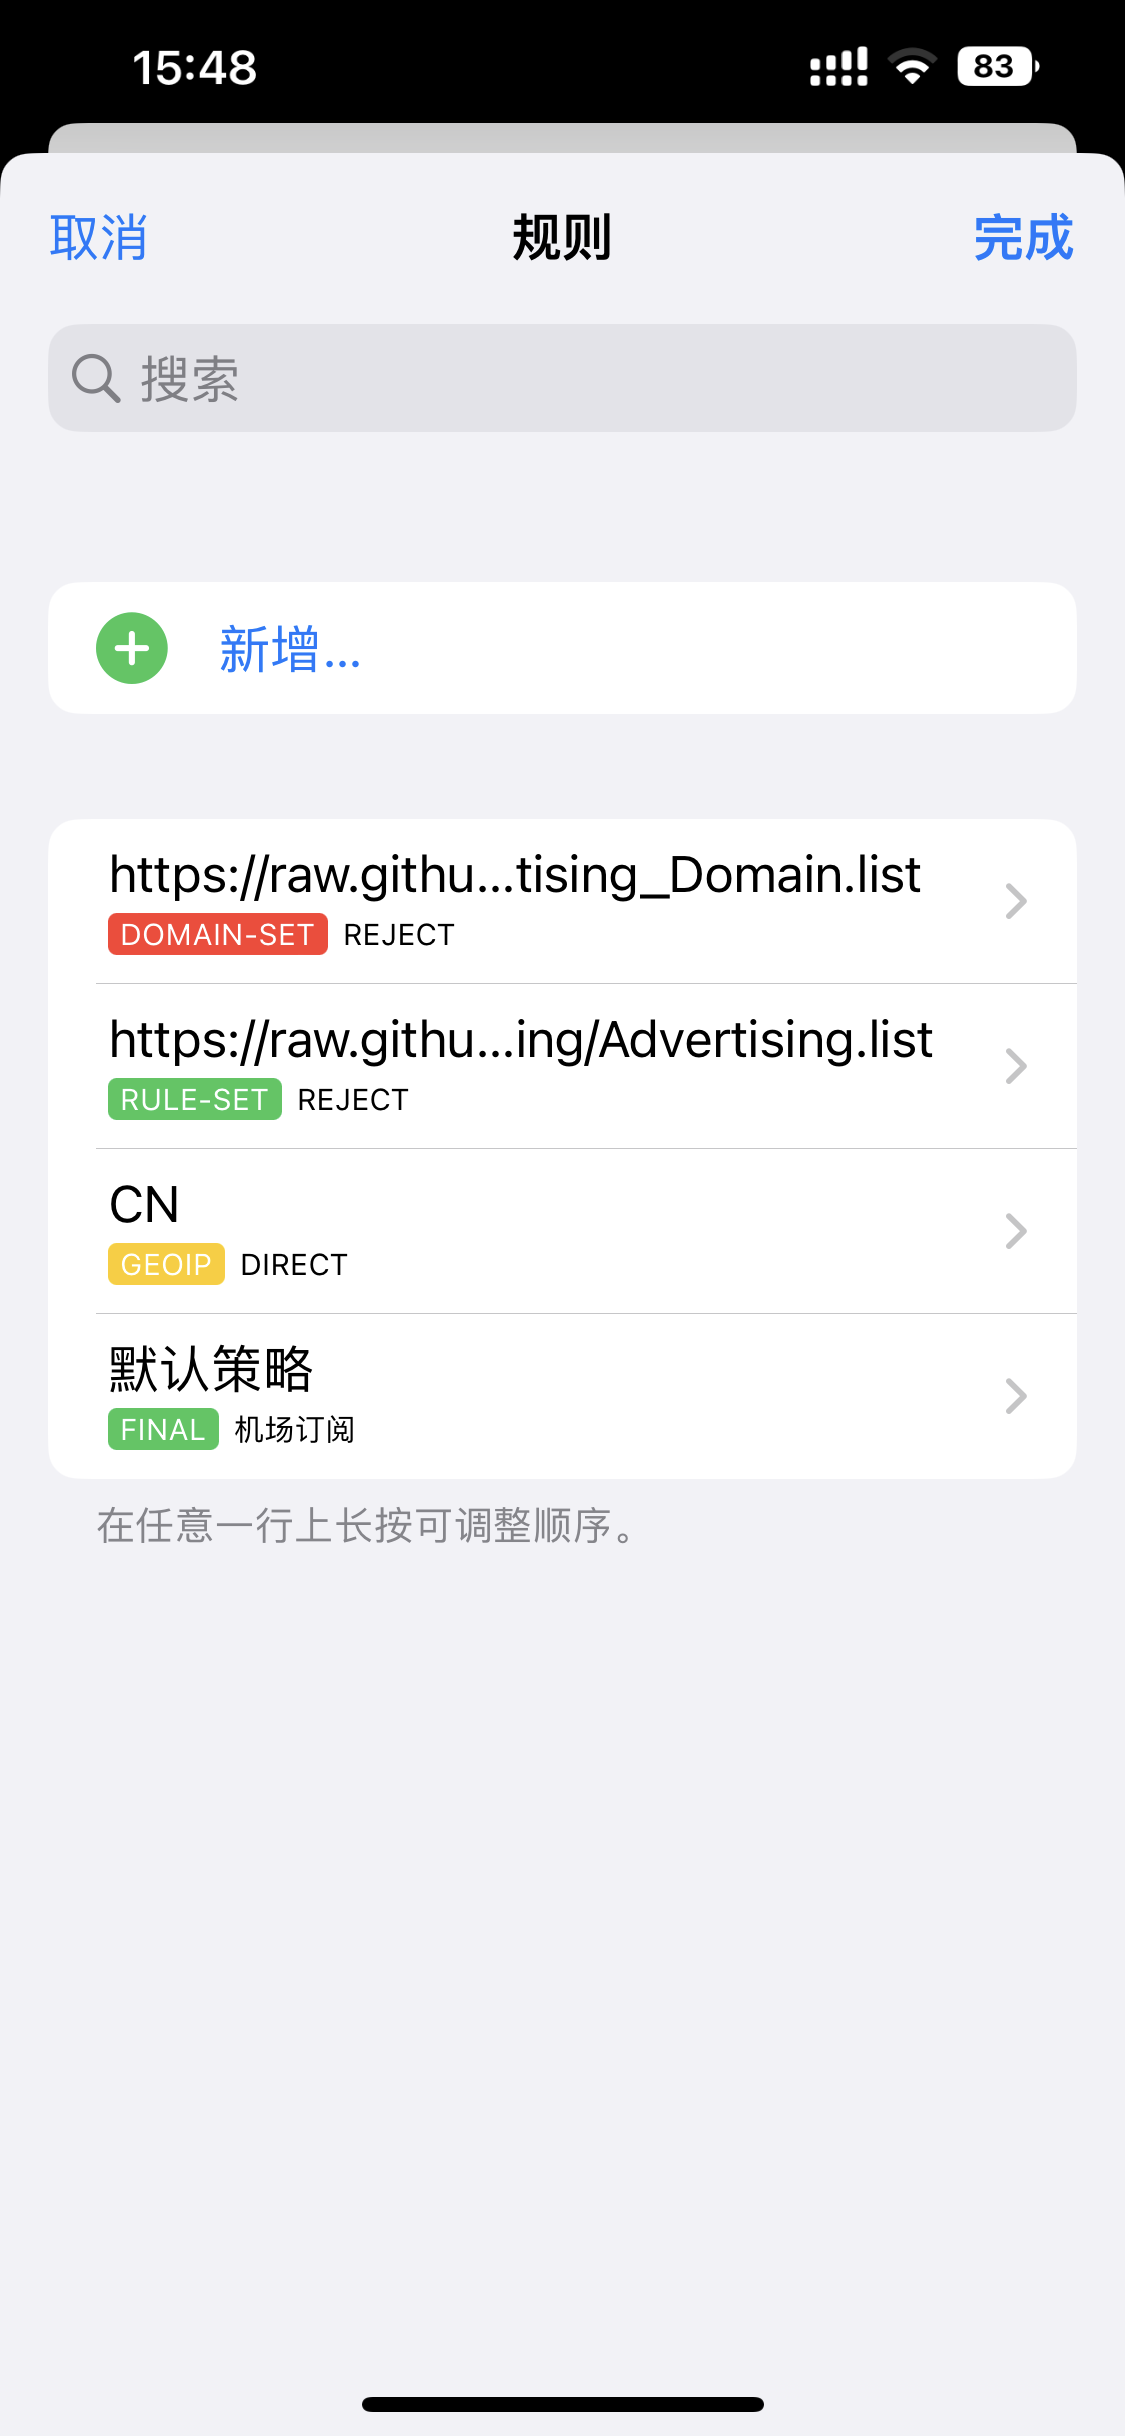 15:48
83
取消
规则
完成
搜索
新增...
https://raw.githu...tising_Domain.list
DOMAIN-SET REJECT
https://raw.githu...ing/Advertising.list
RULE-SET REJECT
CN
GEOIP DIRECT
默认策略
FINAL 机场订阅
在任意一行上长按可调整顺序。